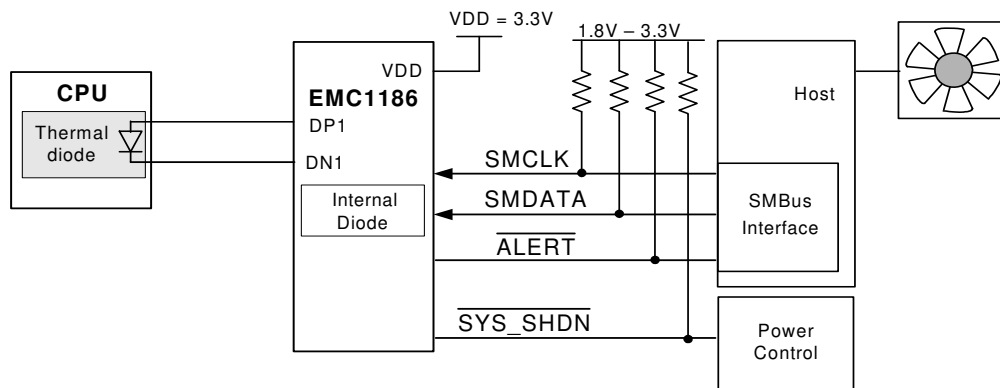 VDD = 3.3V
1.8V – 3.3V
VDD
EMC1186
CPU
Thermal
diode
DP1
DN1
Internal
Diode
SMCLK
SMDATA
ALERT
SYS_SHDN
Host
SMBus
Interface
Power
Control